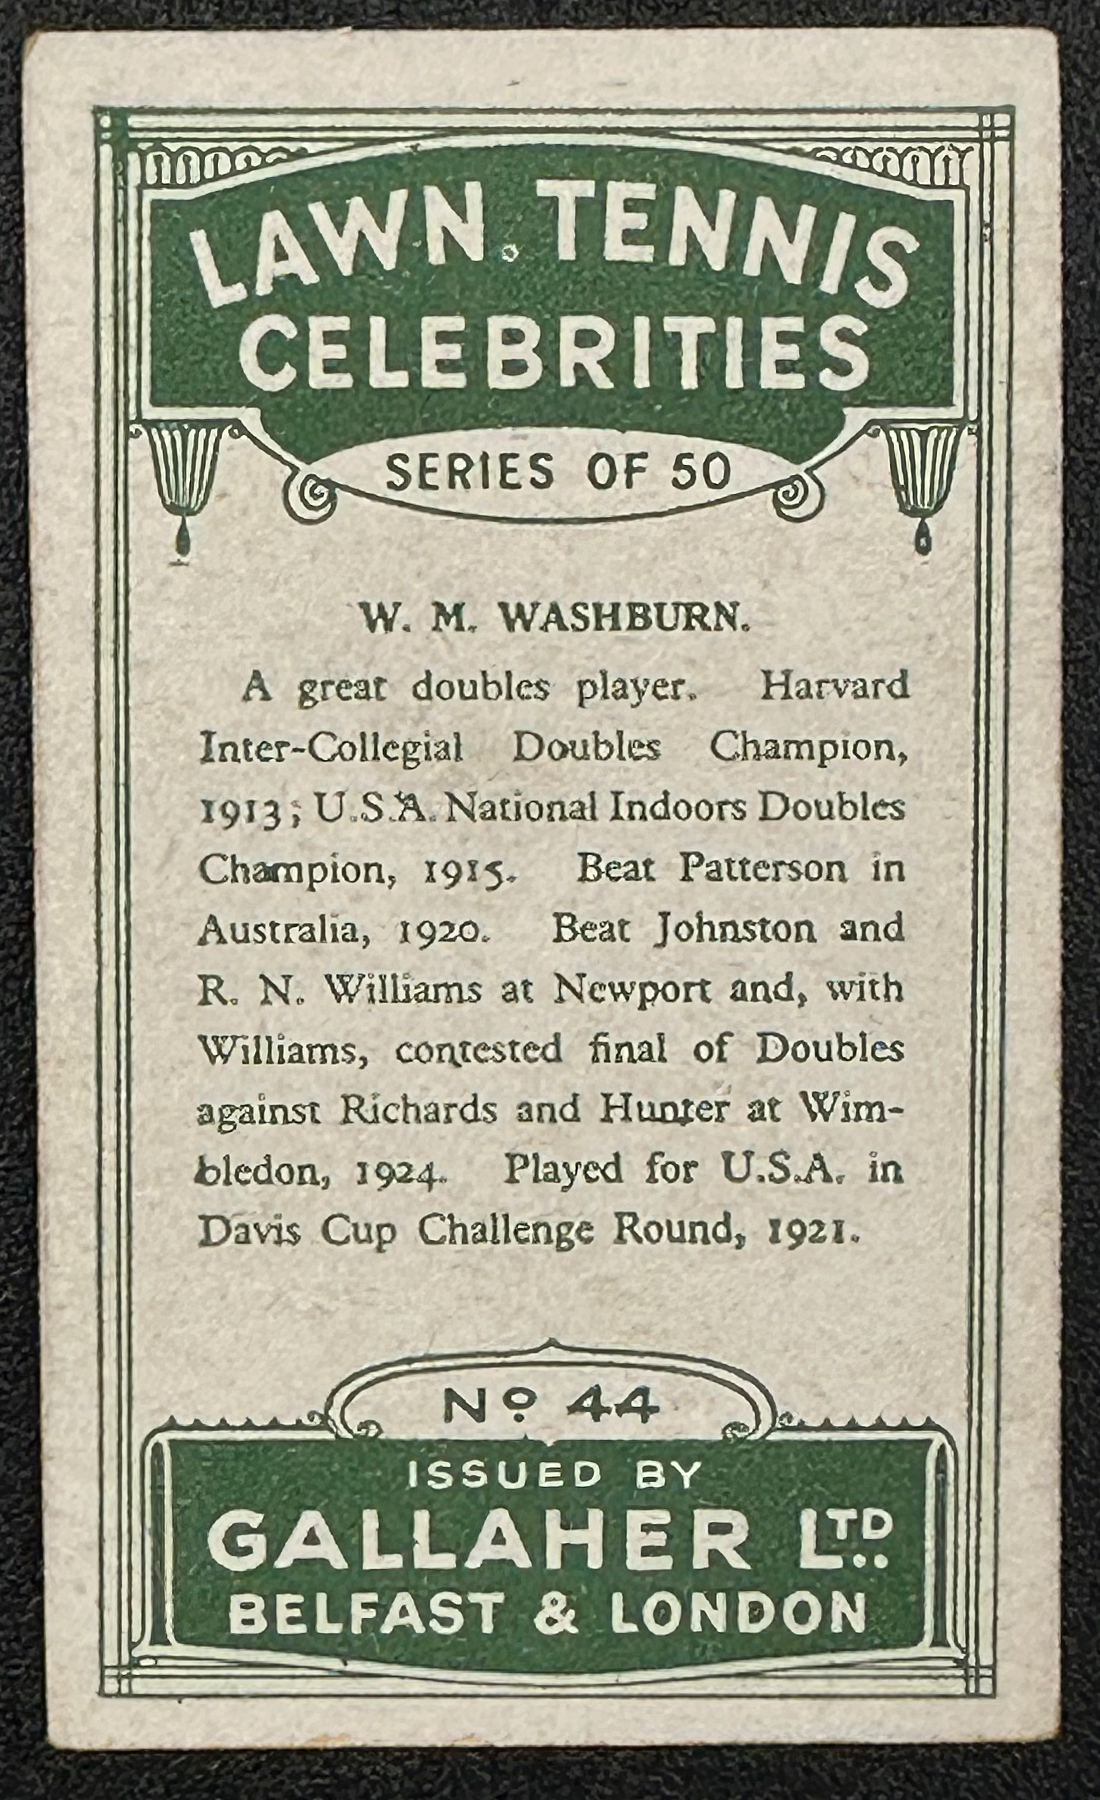 LAWN. TENNIS
CELEBRITIES
SERIES OF 50
W. M. WASHBURN.
A great doubles player. Harvard
Inter-Collegial Doubles Champion,
1913; U.S.A. National Indoors Doubles
Champion, 1915. Beat Patterson in
Australia, 1920. Beat Johnston and
R. N. Williams at Newport and, with
Williams, contested final of Doubles
against Richards and Hunter at Wim-
bledon, 1924. Played for U.S.A. in
Davis Cup Challenge Round, 1921.
No. 44
ISSUED BY
GALLAHER LTD.
BELFAST & LONDON